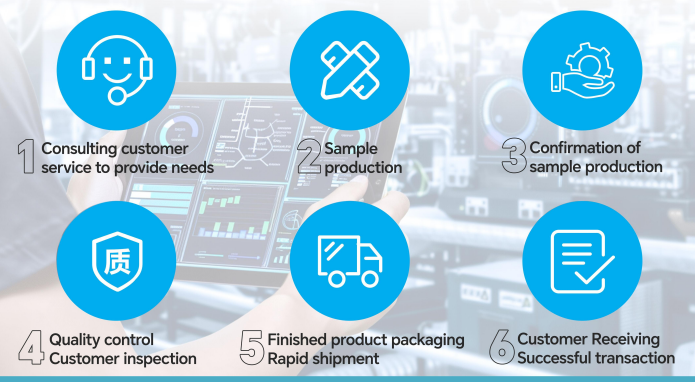 1 Consulting customer
service to provide needs
2 Sample
production
3 Confirmation of
sample production
质
4 Quality control
Customer inspection
5 Finished product packaging
Rapid shipment
6 Customer Receiving
Successful transaction